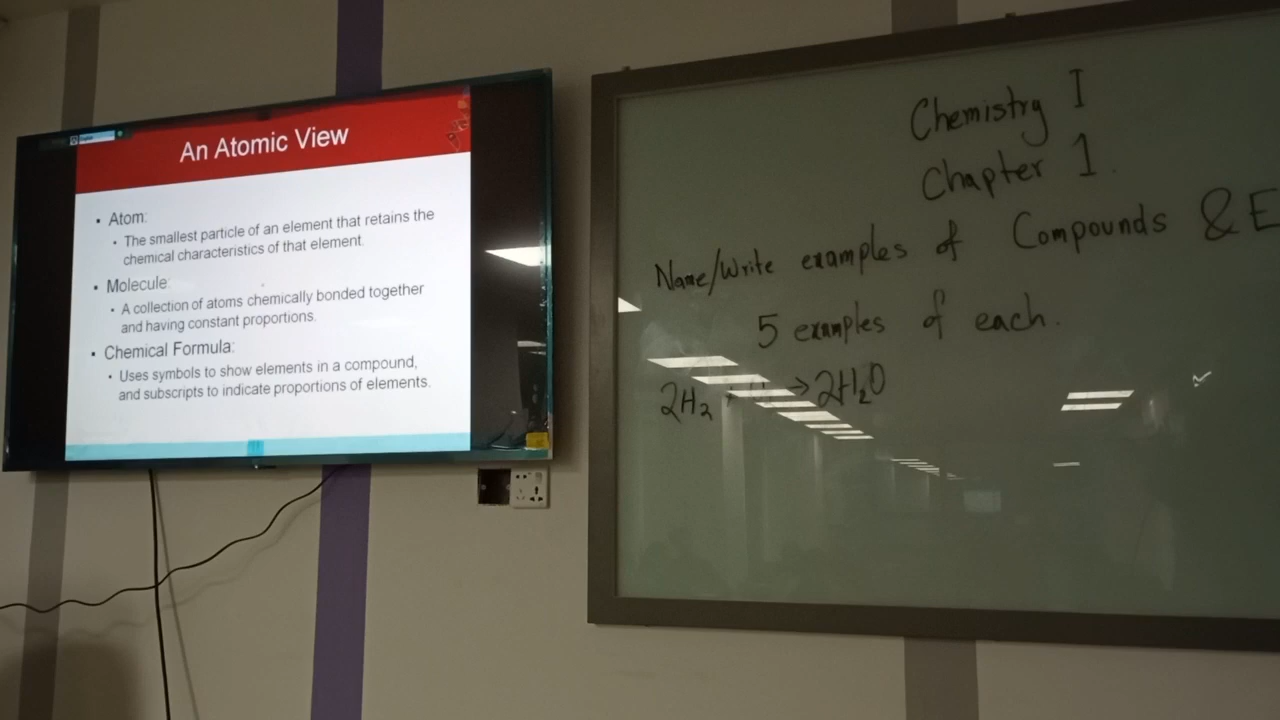 An Atomic View
• Atom:
• The smallest particle of an element that retains the
chemical characteristics of that element.
• Molecule:
• A collection of atoms chemically bonded together
and having constant proportions.
• Chemical Formula:
• Uses symbols to show elements in a compound,
and subscripts to indicate proportions of elements.
Chemistry I
Chapter 1.
Name/Write examples of Compounds & E
5 examples of each.
2H₂ + → 2H₂O